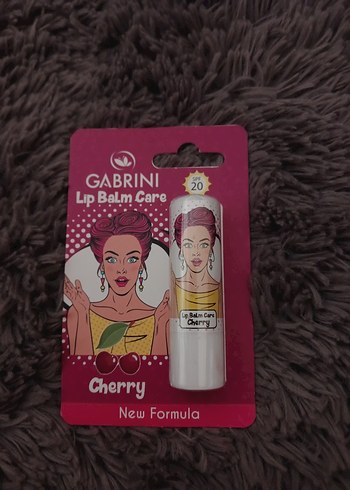 GABRINI
Lip Balm Care
SPF
20
Lip Balm Care
Cherry
Cherry
New Formula